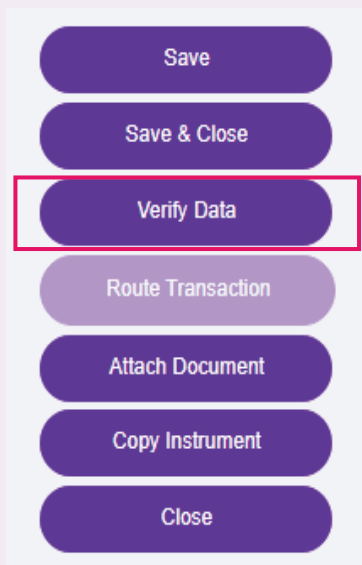 Save
Save & Close
Verify Data
Route Transaction
Attach Document
Copy Instrument
Close